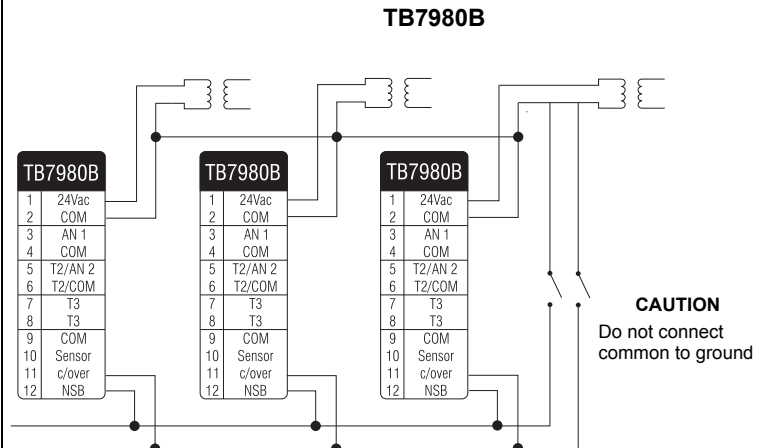 TB7980B
TB7980B
1 24Vac
2 COM
3 AN 1
4 COM
5 T2/AN 2
6 T2/COM
7 T3
8 T3
9 COM
10 Sensor
11 c/over
12 NSB
TB7980B
1 24Vac
2 COM
3 AN 1
4 COM
5 T2/AN 2
6 T2/COM
7 T3
8 T3
9 COM
10 Sensor
11 c/over
12 NSB
TB7980B
1 24Vac
2 COM
3 AN 1
4 COM
5 T2/AN 2
6 T2/COM
7 T3
8 T3
9 COM
10 Sensor
11 c/over
12 NSB
CAUTION
Do not connect
common to ground